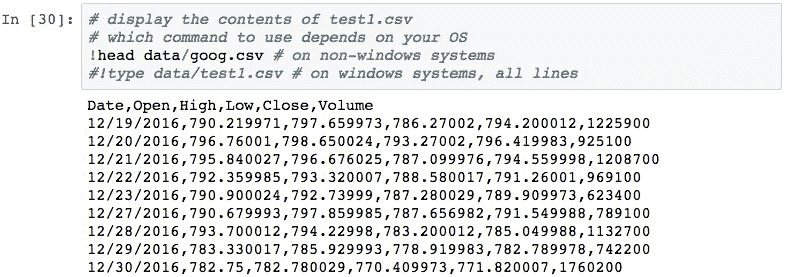 In [30]: # display the contents of test1.csv
# which command to use depends on your OS
!head data/goog.csv # on non-windows systems
#!type data/test1.csv # on windows systems, all lines
Date,Open,High,Low,Close,Volume
12/19/2016,790.219971,797.659973,786.27002,794.200012,1225900
12/20/2016,796.76001,798.650024,793.27002,796.419983,925100
12/21/2016,795.840027,796.676025,787.099976,794.559998,1208700
12/22/2016,792.359985,793.320007,788.580017,791.26001,969100
12/23/2016,790.900024,792.73999,787.280029,789.909973,623400
12/27/2016,790.679993,797.859985,787.656982,791.549988,789100
12/28/2016,793.700012,794.22998,783.200012,785.049988,1132700
12/29/2016,783.330017,785.929993,778.919983,782.789978,742200
12/30/2016,782.75,782.780029,770.409973,771.820007,1760200